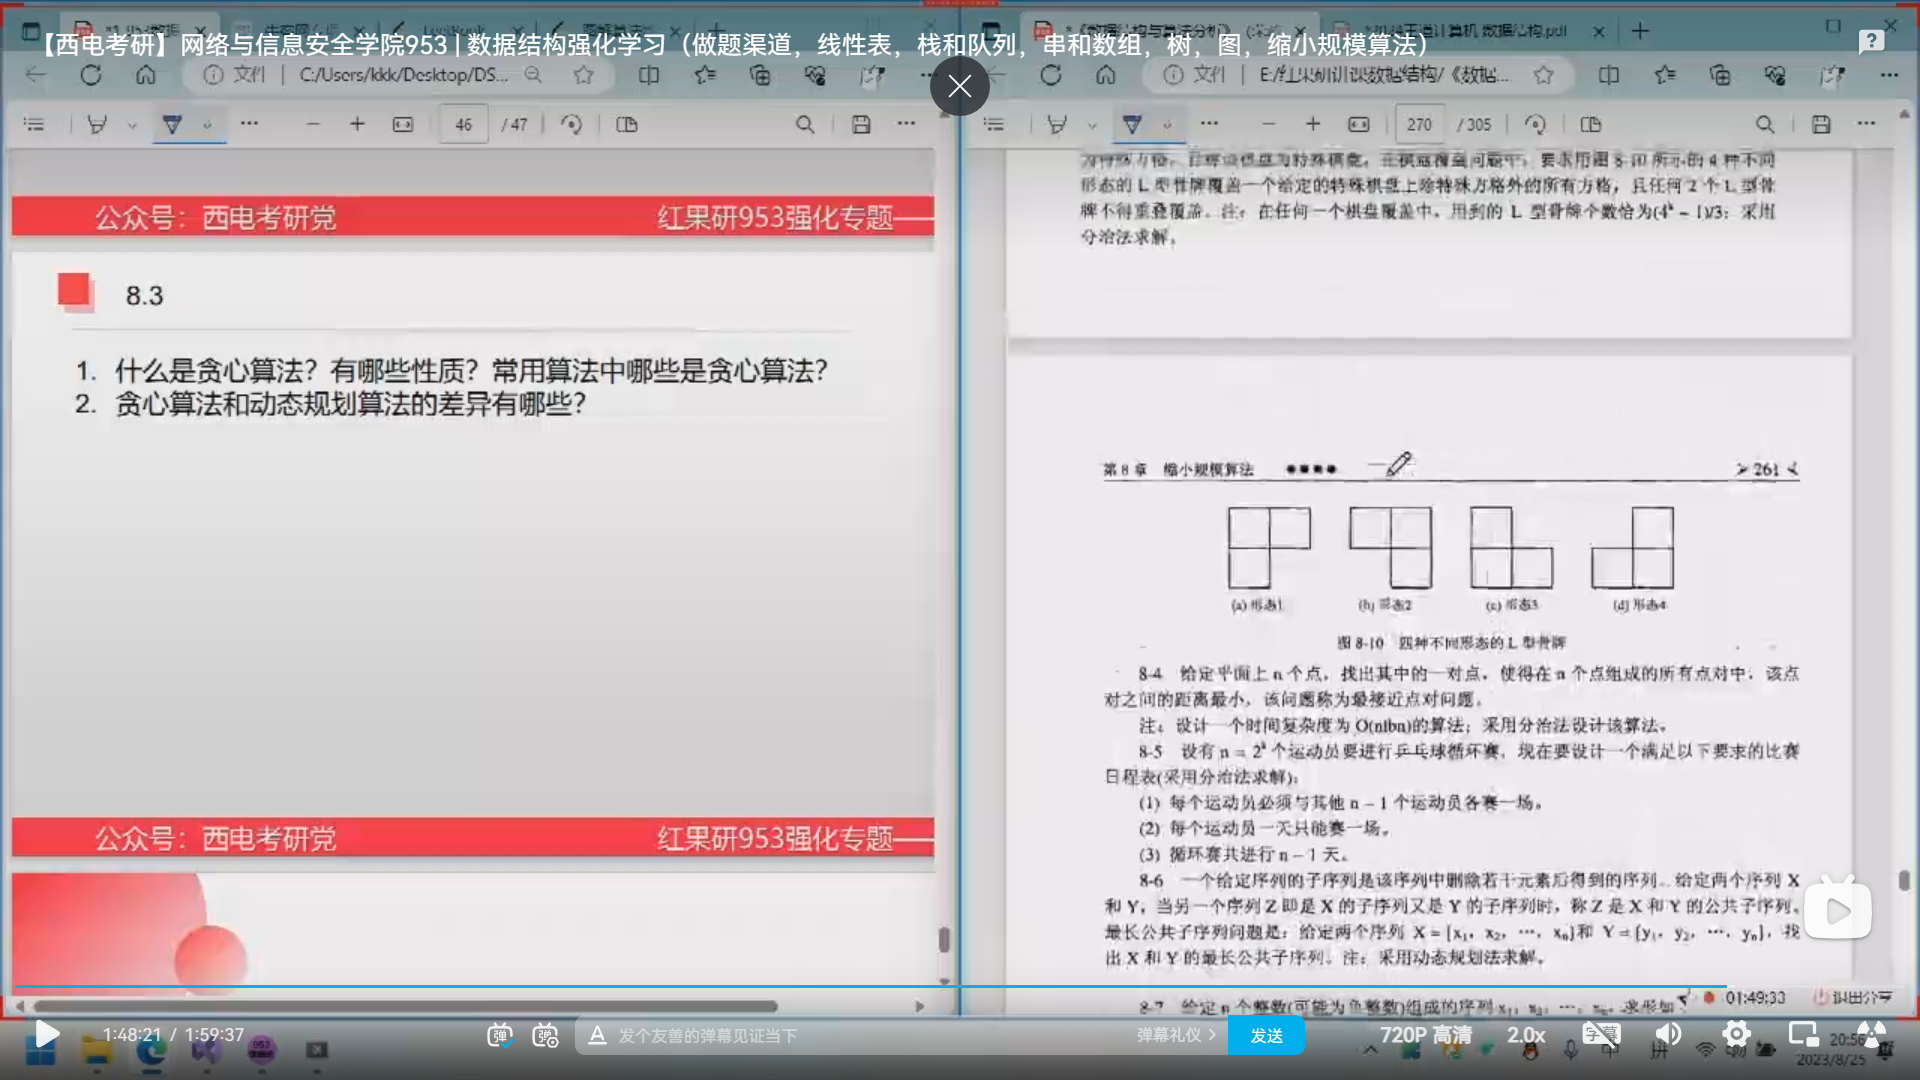 【西电考研】网络与信息安全学院953 | 数据结构强化学习（做题渠道，线性表，栈和队列，串和数组，树，图，缩小规模算法）
文件 | C:/Users/kkk/Desktop/DS...
46 / 47
公众号：西电考研党 红果研953强化专题—
8.3
1. 什么是贪心算法？有哪些性质？常用算法中哪些是贪心算法？
2. 贪心算法和动态规划算法的差异有哪些？
公众号：西电考研党 红果研953强化专题—
文件
270 / 305
形态的 L 型骨牌覆盖一个给定的特殊棋盘上除特殊方格外的所有方格，且任何 2 个 L 型骨
牌不得重叠覆盖。注：在任何一个棋盘覆盖中，用到的 L 型骨牌个数恰为(4ᵏ − 1)/3；采用
分治法求解。
第 8 章 缩小规模算法 261
(a) 形态1 (b) 形态2 (c) 形态3 (d) 形态4
图 8-10 四种不同形态的 L 型骨牌
8-4 给定平面上 n 个点，找出其中的一对点，使得在 n 个点组成的所有点对中，该点
对之间的距离最小，该问题称为最接近点对问题。
注：设计一个时间复杂度为 O(nlbn)的算法；采用分治法设计该算法。
8-5 设有 n = 2ᵏ 个运动员要进行乒乓球循环赛，现在要设计一个满足以下要求的比赛
日程表(采用分治法求解)：
(1) 每个运动员必须与其他 n − 1 个运动员各赛一场。
(2) 每个运动员一天只能赛一场。
(3) 循环赛共进行 n − 1 天。
8-6 一个给定序列的子序列是该序列中删除若干元素后得到的序列。给定两个序列 X
和 Y，当另一个序列 Z 即是 X 的子序列又是 Y 的子序列时，称 Z 是 X 和 Y 的公共子序列。
最长公共子序列问题是：给定两个序列 X = {x₁，x₂，…，xₙ}和 Y = {y₁，y₂，…，yₙ}，找
出 X 和 Y 的最长公共子序列。注：采用动态规划法求解。
8-7 给定 n 个整数(可能为负整数)组成的序列
01:49:33
1:48:21 / 1:59:37
弹 弹
A 发个友善的弹幕见证当下
弹幕礼仪 >
发送
720P 高清
2.0x
字幕
中 拼
2023/8/25